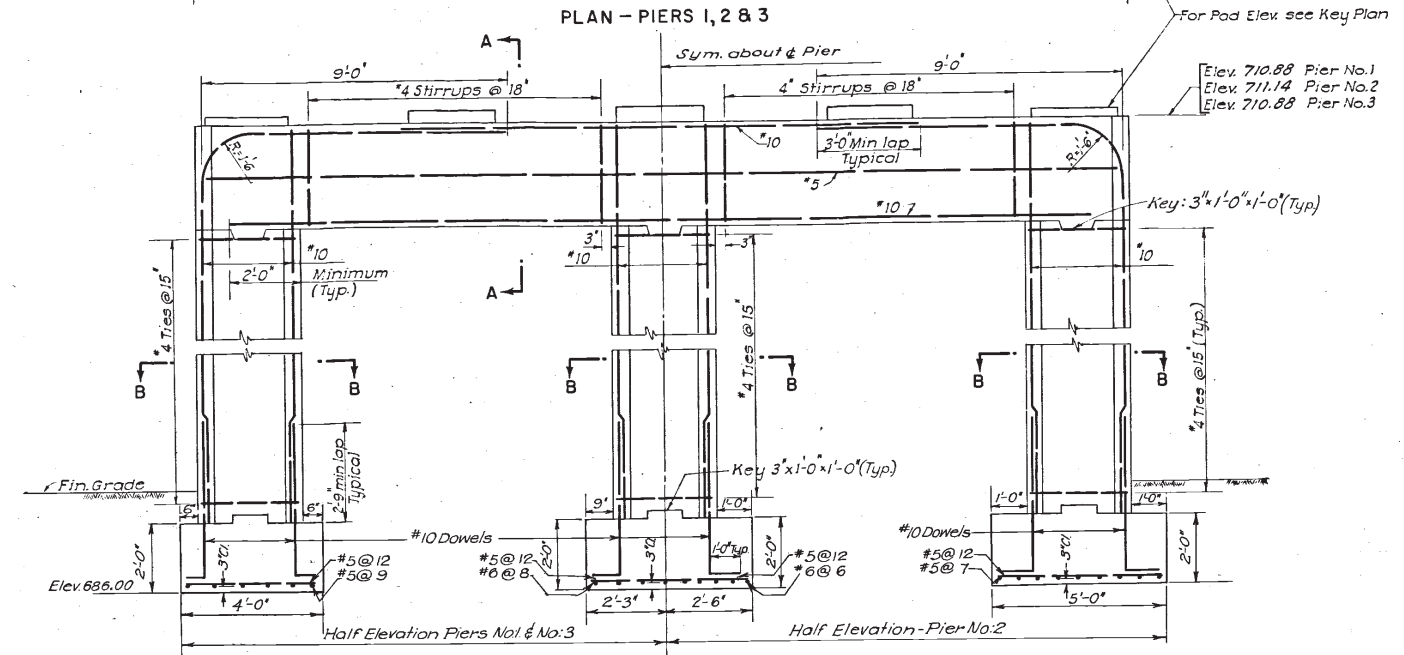 PLAN - PIERS 1, 2 & 3
For Pad Elev. see Key Plan
A
Sym. about ℄ Pier
9'-0"
9'-0"
Elev. 710.88 Pier No.1
Elev. 711.14 Pier No.2
Elev. 710.88 Pier No.3
#4 Stirrups @ 18"
4" Stirrups @ 18"
R=1'-6"
#10
3'-0" Min lap
Typical
R=1'-6"
#5
#10
Key: 3"x1'-0"x1'-0"(Typ.)
#10
2'-0"
Minimum
(Typ.)
A
3"
#10
3"
#10
#4 Ties @ 15"
#4 Ties @ 15"
#4 Ties @ 15" (Typ.)
B
B
B
B
B
B
2'-9" min lap
Typical
Fin. Grade
Key 3"x1'-0"x1'-0"(Typ.)
6"
6"
9"
1'-0"
1'-0"
1'-0"
2'-0"
3"Cl.
#10 Dowels
2'-0"
3"Cl.
1'-0" Typ.
2'-0"
#10 Dowels
3"Cl.
2'-0"
#5@12
#5@9
#5@12
#6@8
#5@12
#6@6
#5@12
#5@7
Elev. 686.00
4'-0"
2'-3"
2'-6"
5'-0"
Half Elevation Piers No.1 & No.3
Half Elevation - Pier No.2